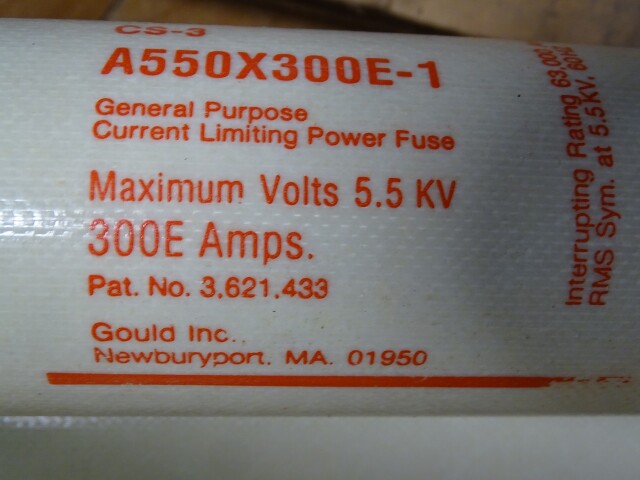 CS-3
A550X300E-1
General Purpose
Current Limiting Power Fuse
Maximum Volts 5.5 KV
300E Amps.
Pat. No. 3,621,433
Gould Inc.
Newburyport, MA. 01950
Interrupting Rating 63,000
RMS Sym. at 5.5KV, 60HZ